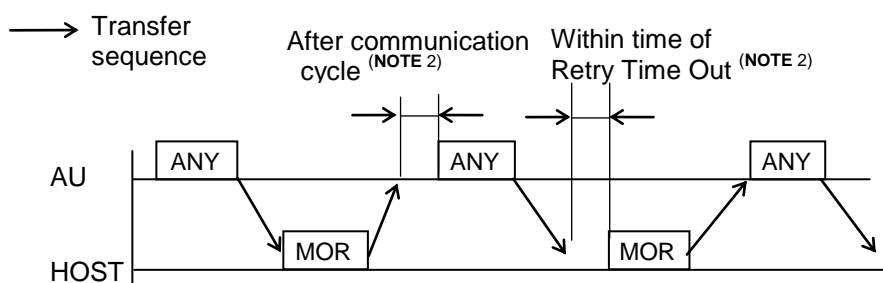 Transfer
sequence
After communication
cycle (NOTE 2)
Within time of
Retry Time Out (NOTE 2)
AU
ANY
ANY
ANY
HOST
MOR
MOR